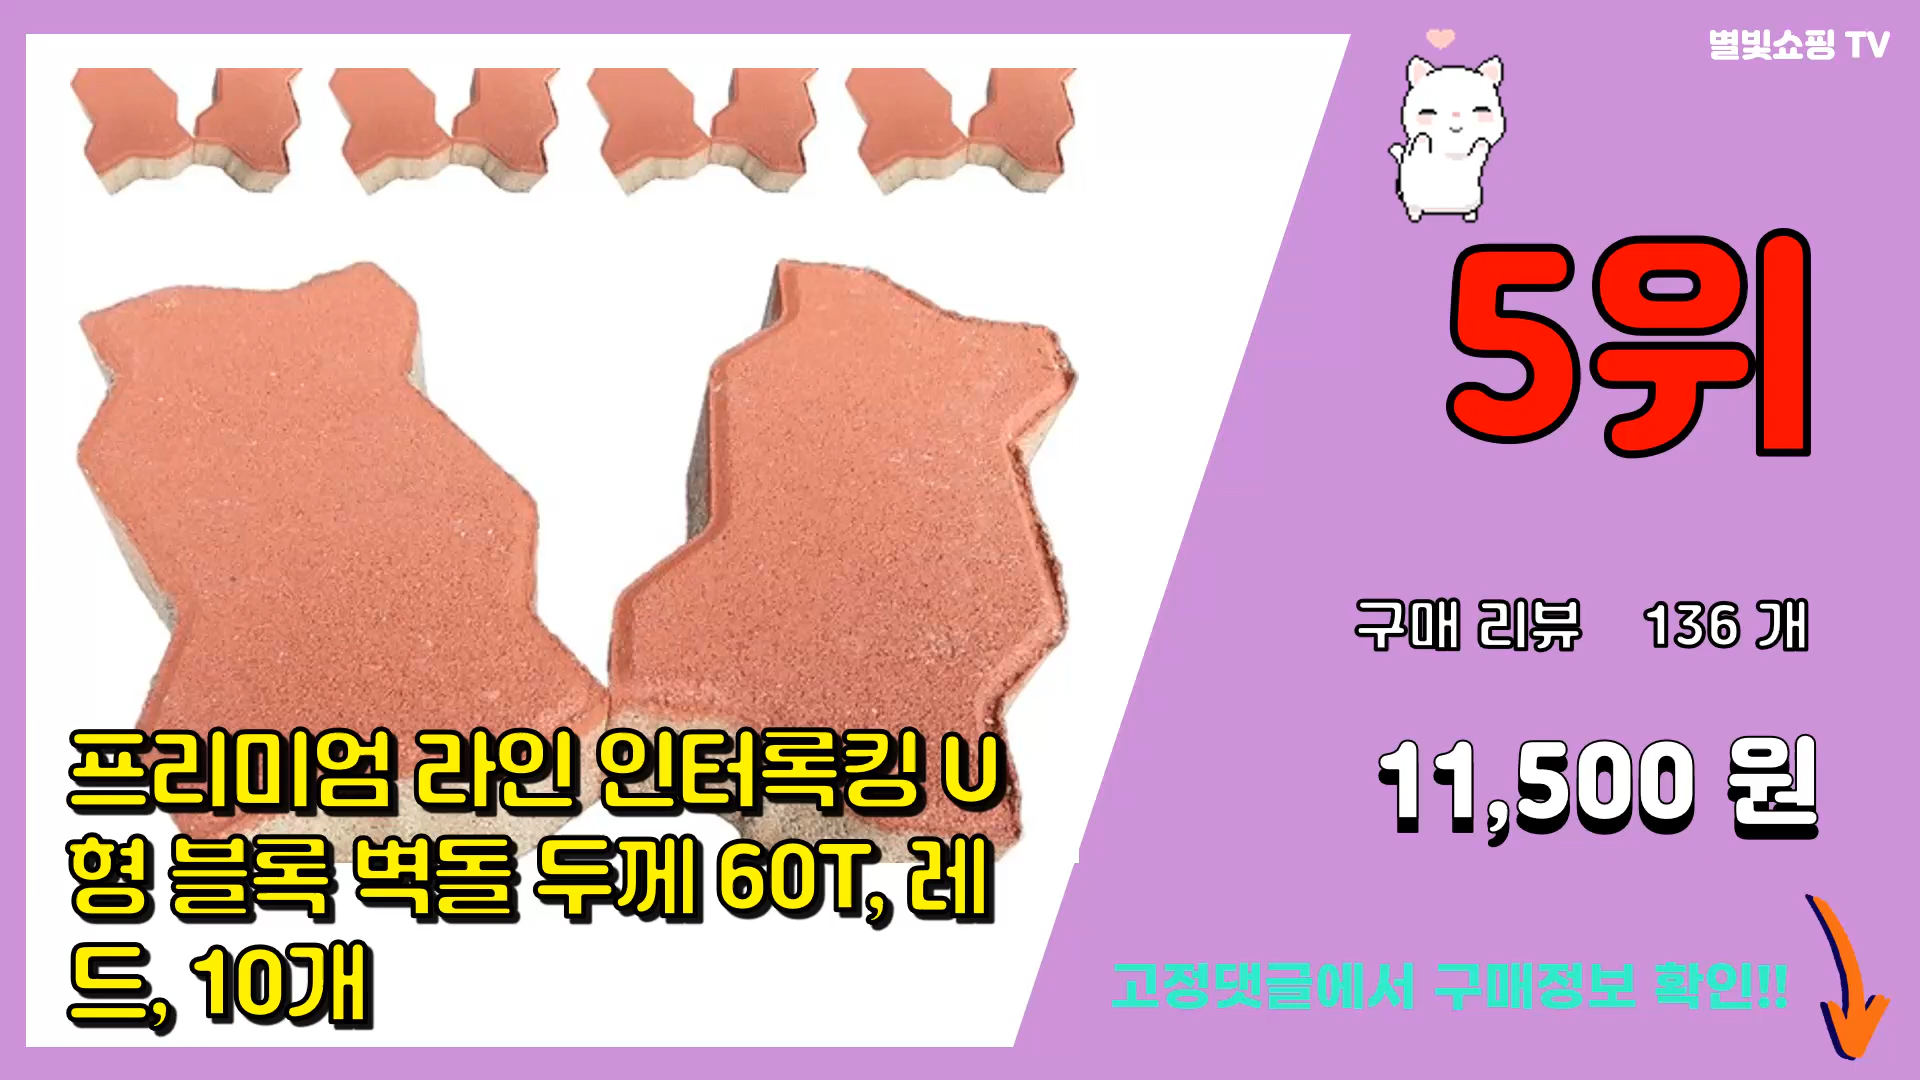 별빛쇼핑 TV
5위
구매 리뷰 136 개
11,500 원
프리미엄 라인 인터록킹 U
형 블록 벽돌 두께 60T, 레
드, 10개
고정댓글에서 구매정보 확인!!